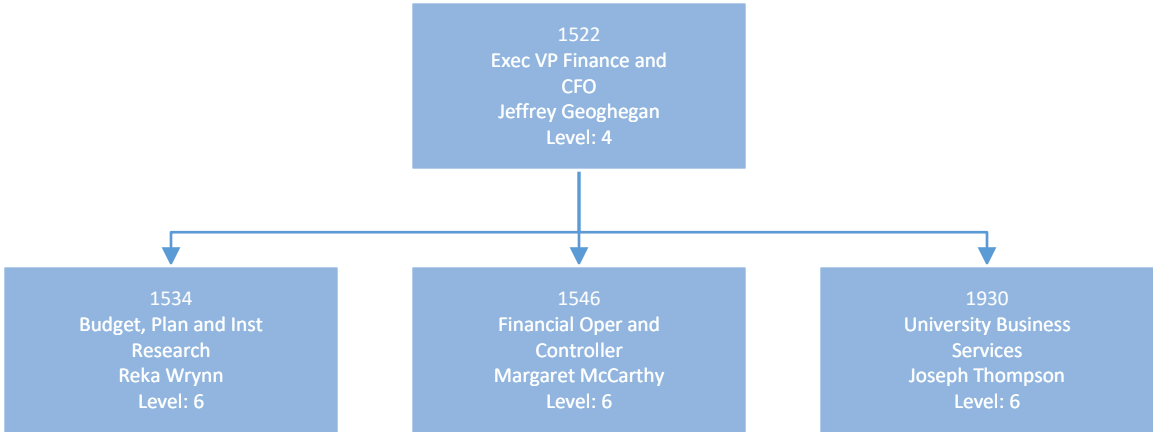 1522
Exec VP Finance and
CFO
Jeffrey Geoghegan
Level: 4
1534
Budget, Plan and Inst
Research
Reka Wrynn
Level: 6
1546
Financial Oper and
Controller
Margaret McCarthy
Level: 6
1930
University Business
Services
Joseph Thompson
Level: 6